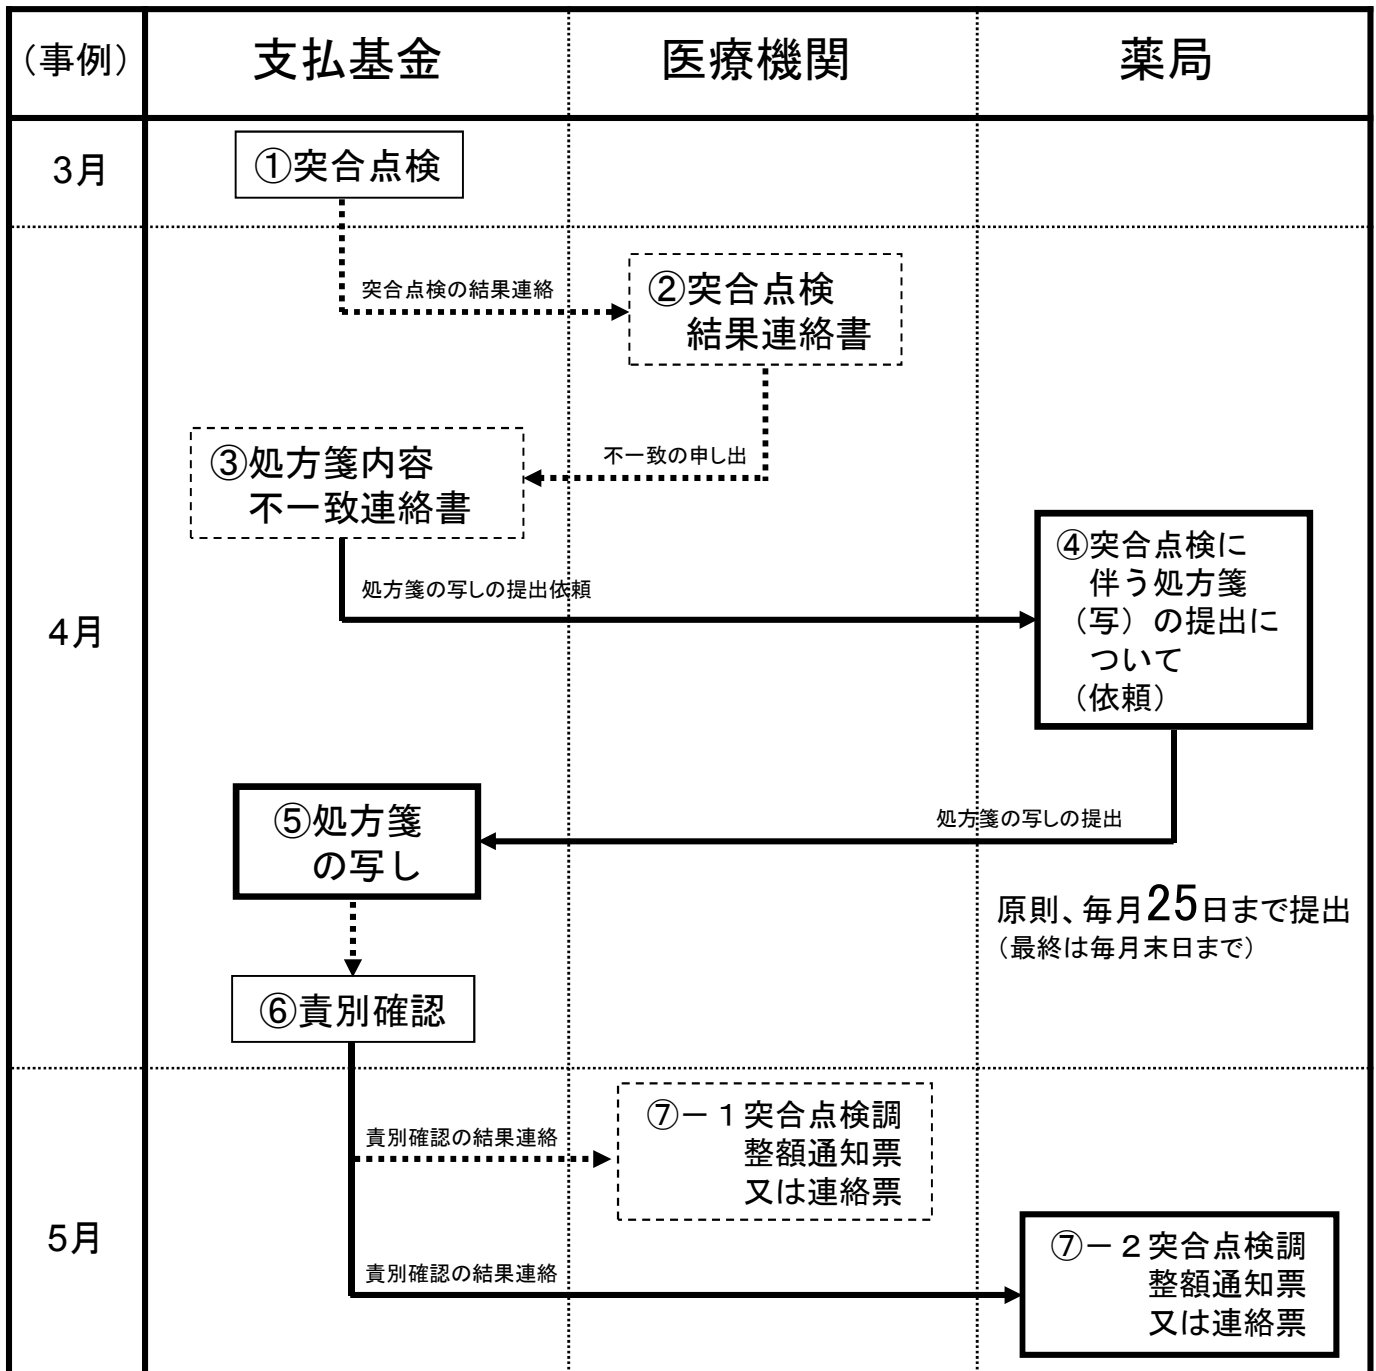 （事例）
支払基金
医療機関
薬局
3月
①突合点検
突合点検の結果連絡
②突合点検
結果連絡書
不一致の申し出
③処方箋内容
不一致連絡書
処方箋の写しの提出依頼
4月
④突合点検に
伴う処方箋
（写）の提出に
ついて
（依頼）
処方箋の写しの提出
⑤処方箋
の写し
原則、毎月25日まで提出
（最終は毎月末日まで）
⑥責別確認
5月
責別確認の結果連絡
⑦－１突合点検調
整額通知票
又は連絡票
責別確認の結果連絡
⑦－２突合点検調
整額通知票
又は連絡票